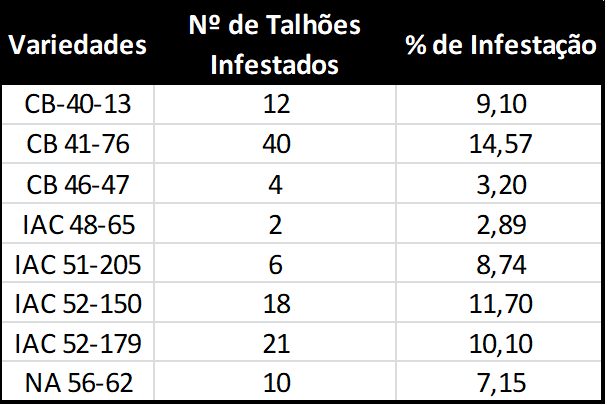 Variedades Nº de Talhões Infestados % de Infestação
CB-40-13 12 9,10
CB 41-76 40 14,57
CB 46-47 4 3,20
IAC 48-65 2 2,89
IAC 51-205 6 8,74
IAC 52-150 18 11,70
IAC 52-179 21 10,10
NA 56-62 10 7,15